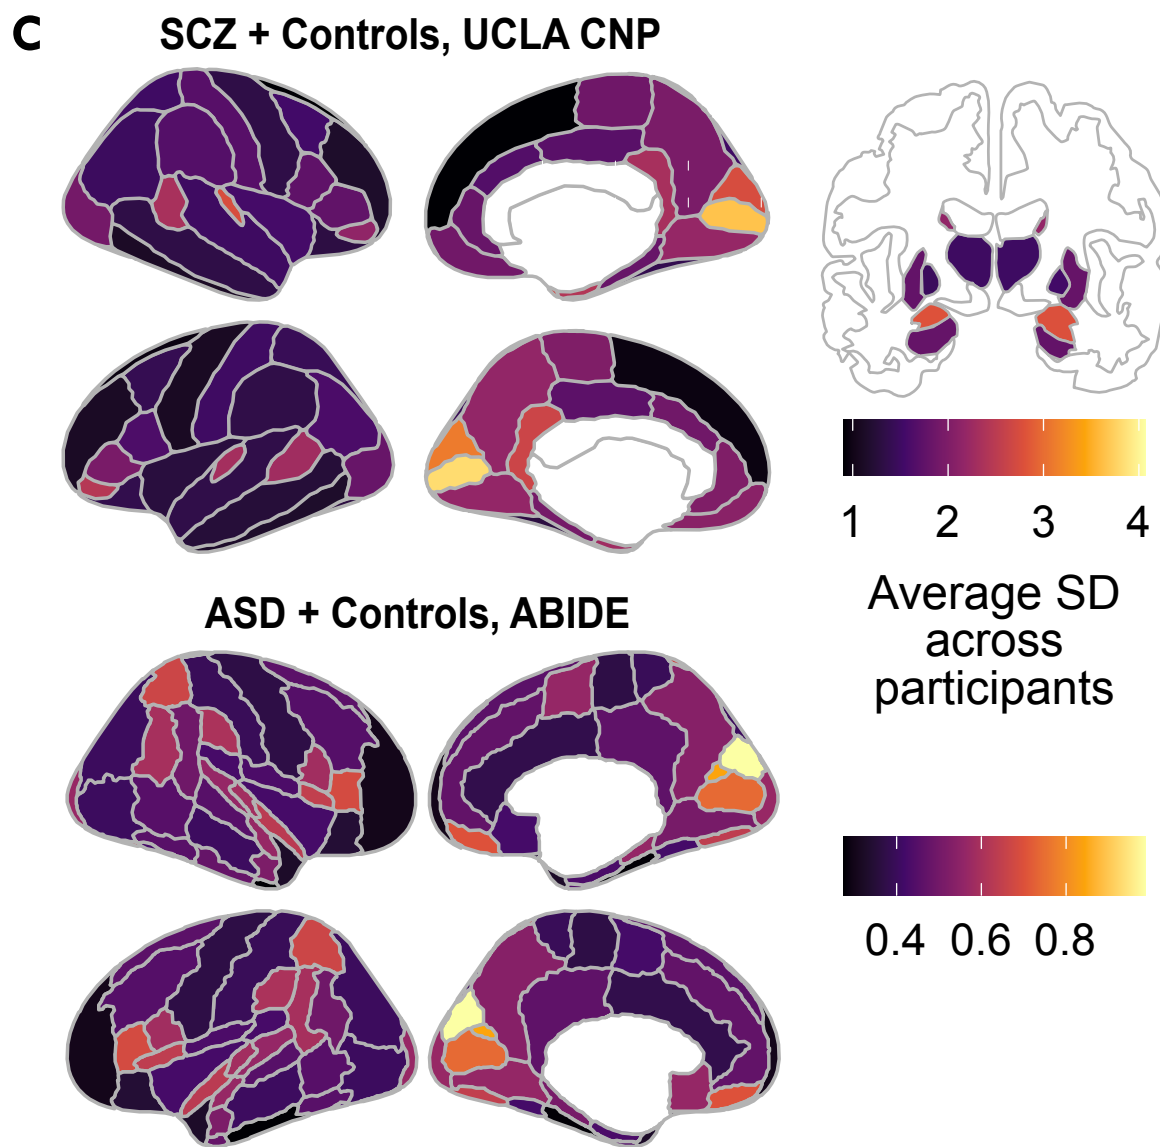 C
SCZ + Controls, UCLA CNP
1 2 3 4
Average SD
across
participants
ASD + Controls, ABIDE
0.4 0.6 0.8